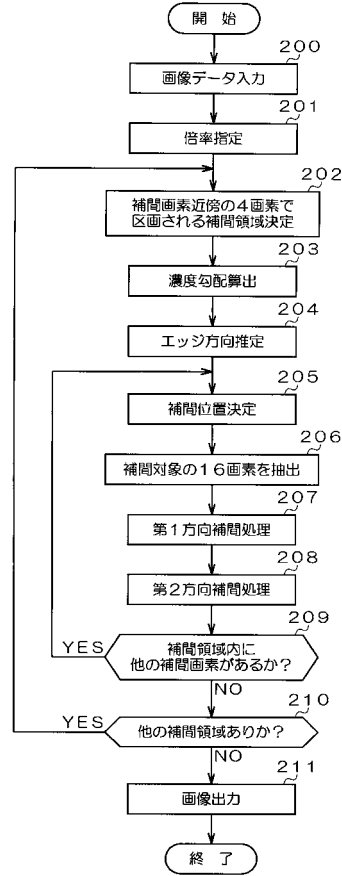 開 始
200
画像データ入力
201
倍率指定
202
補間画素近傍の4画素で
区画される補間領域決定
203
濃度勾配算出
204
エッジ方向推定
205
補間位置決定
206
補間対象の16画素を抽出
207
第1方向補間処理
208
第2方向補間処理
209
YES
補間領域内に
他の補間画素があるか?
NO
210
YES
他の補間領域ありか?
NO
211
画像出力
終 了